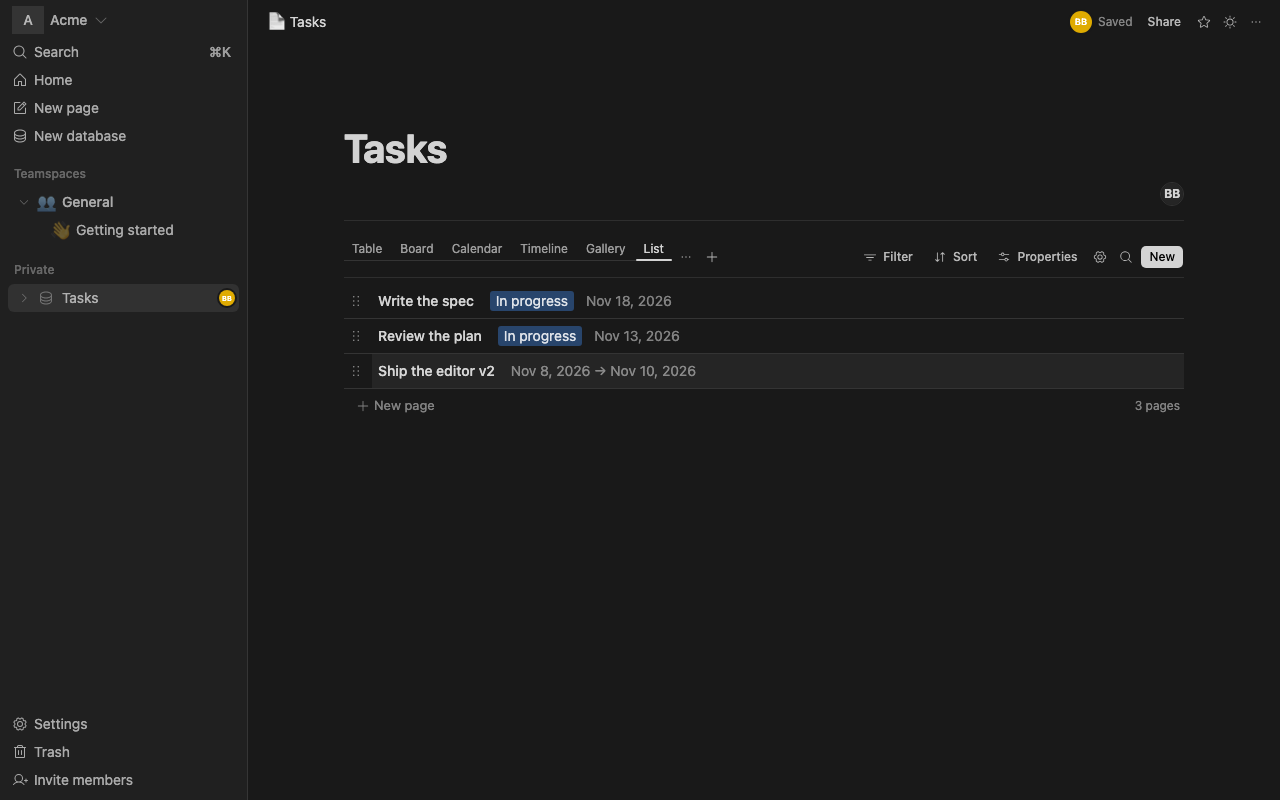 A Acme
Search ⌘K
Home
New page
New database
Teamspaces
General
Getting started
Private
Tasks BB
Settings
Trash
Invite members
Tasks
BB Saved Share
Tasks
BB
Table Board Calendar Timeline Gallery List
Filter Sort Properties New
Write the spec In progress Nov 18, 2026
Review the plan In progress Nov 13, 2026
Ship the editor v2 Nov 8, 2026 → Nov 10, 2026
New page 3 pages